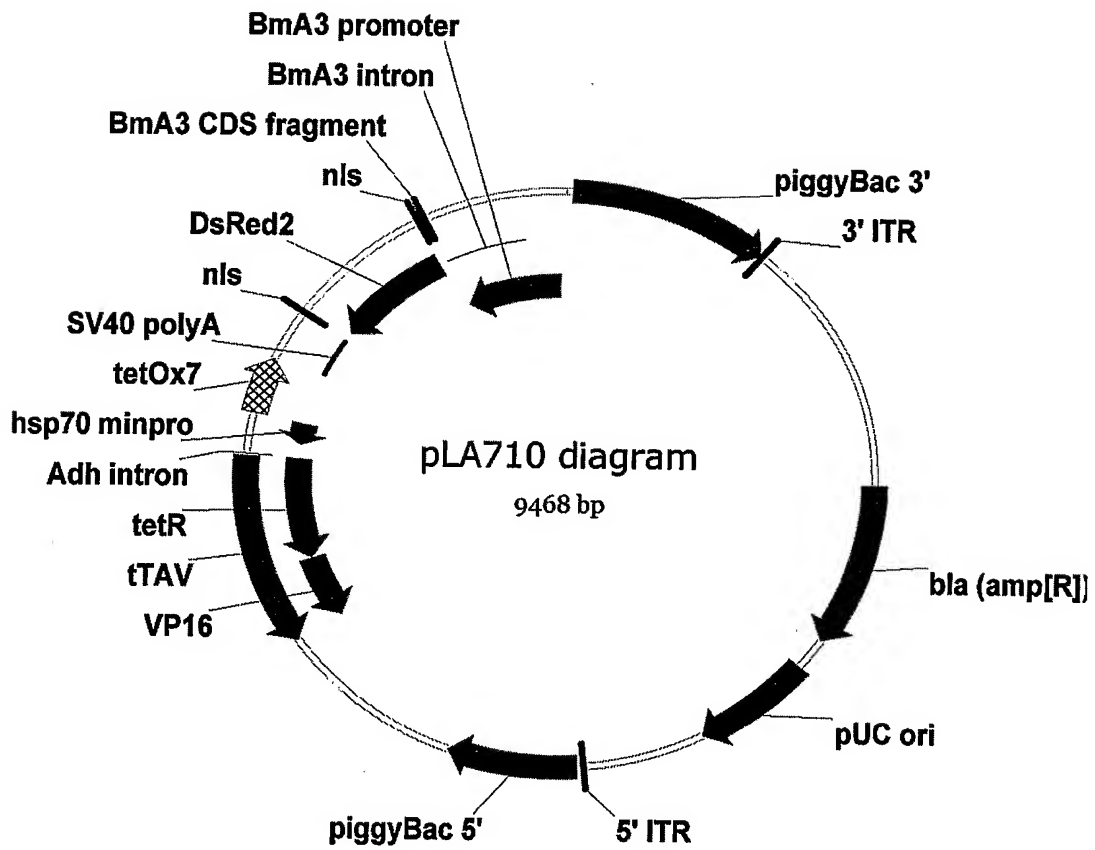 BmA3 promoter
BmA3 intron
BmA3 CDS fragment
nls
DsRed2
nls
SV40 polyA
tetOx7
hsp70 minpro
Adh intron
tetR
tTAV
VP16
piggyBac 3'
3' ITR
pLA710 diagram
9468 bp
bla (amp[R])
pUC ori
5' ITR
piggyBac 5'